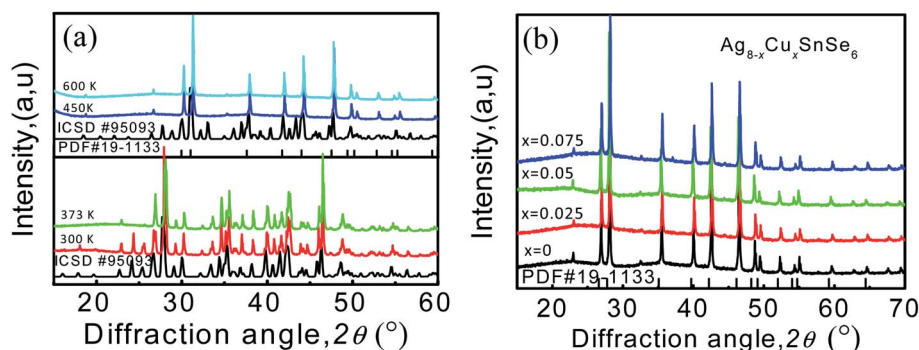 (a)
Intensity,(a,u)
600 K
450K
ICSD #95093
PDF#19-1133
373 K
300 K
ICSD #95093
20 30 40 50 60
Diffraction angle,2θ (°)
(b)
Ag8-xCuxSnSe6
Intensity,(a,u)
x=0.075
x=0.05
x=0.025
x=0
PDF#19-1133
20 30 40 50 60 70
Diffraction angle,2θ (°)